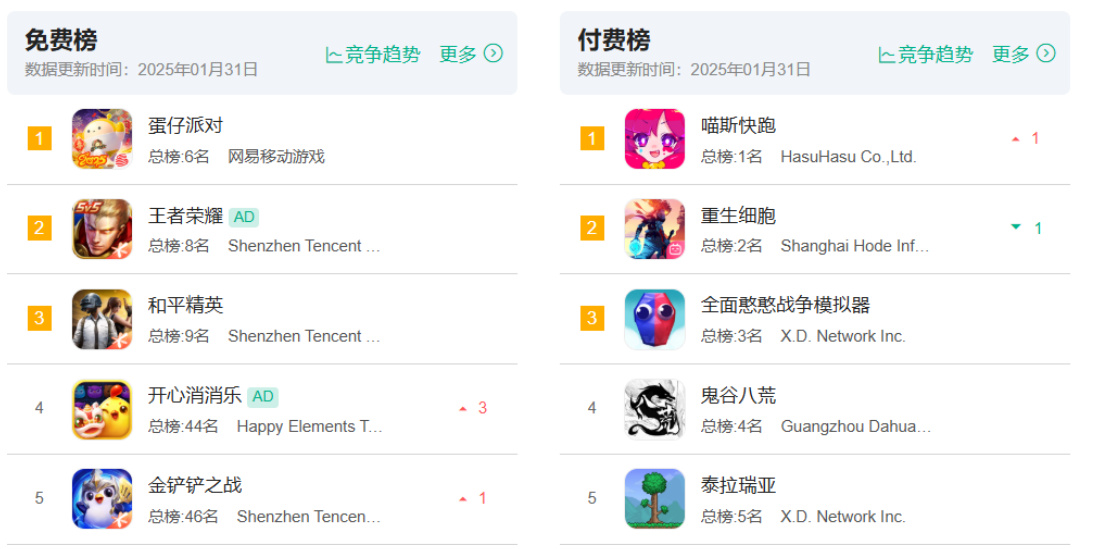 免费榜
数据更新时间：2025年01月31日
竞争趋势 更多
1
蛋仔派对
总榜:6名 网易移动游戏
2
5v5
王者荣耀 AD
总榜:8名 Shenzhen Tencent ...
3
和平精英
总榜:9名 Shenzhen Tencent ...
4
开心消消乐 AD
总榜:44名 Happy Elements T...
3
5
金铲铲之战
总榜:46名 Shenzhen Tencen...
1
付费榜
数据更新时间：2025年01月31日
竞争趋势 更多
1
喵斯快跑
总榜:1名 HasuHasu Co.,Ltd.
1
2
重生细胞
总榜:2名 Shanghai Hode Inf...
1
3
全面憨憨战争模拟器
总榜:3名 X.D. Network Inc.
4
鬼谷八荒
总榜:4名 Guangzhou Dahua...
5
泰拉瑞亚
总榜:5名 X.D. Network Inc.